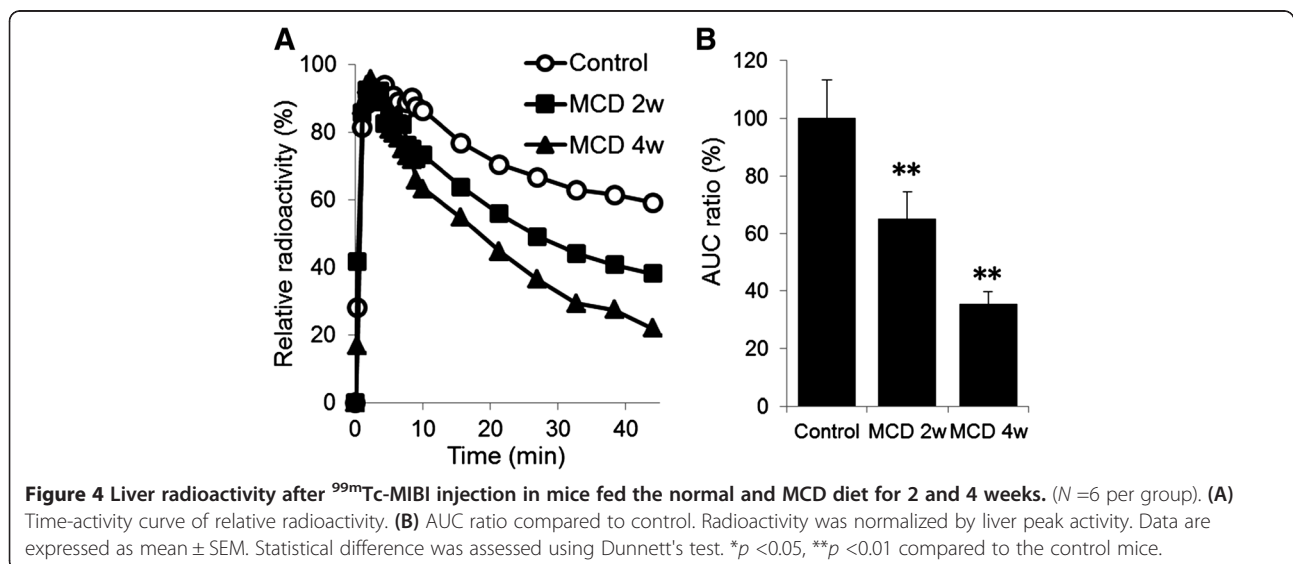 A
Relative radioactivity (%)
100
80
60
40
20
0
0 10 20 30 40
Time (min)
Control
MCD 2w
MCD 4w
B
AUC ratio (%)
120
100
80
60
40
20
0
**
**
Control MCD 2w MCD 4w
Figure 4 Liver radioactivity after 99mTc-MIBI injection in mice fed the normal and MCD diet for 2 and 4 weeks. (N =6 per group). (A)
Time-activity curve of relative radioactivity. (B) AUC ratio compared to control. Radioactivity was normalized by liver peak activity. Data are
expressed as mean ± SEM. Statistical difference was assessed using Dunnett's test. *p <0.05, **p <0.01 compared to the control mice.